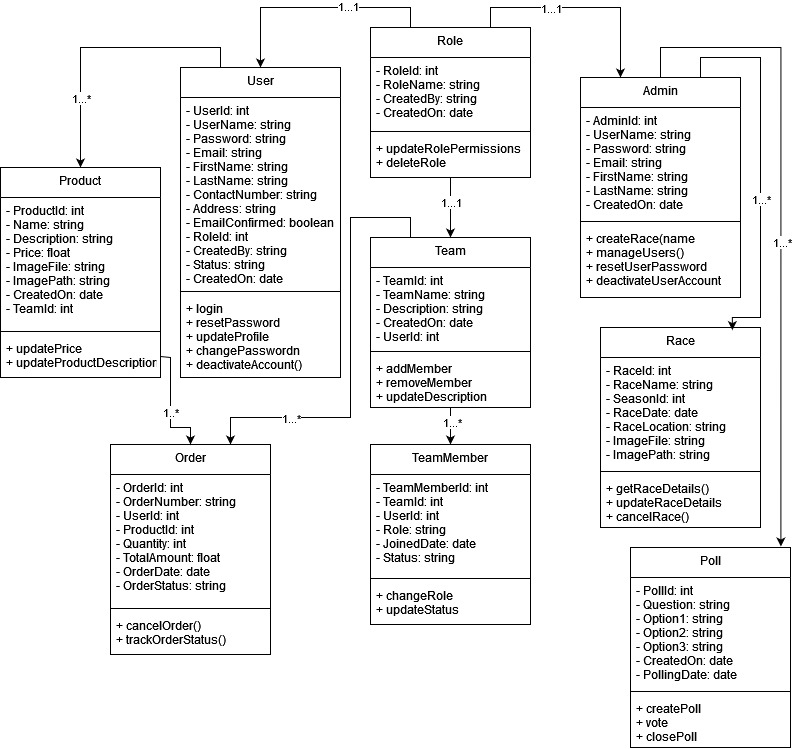 1...1
1...1
Role
- RoleId: int
- RoleName: string
- CreatedBy: string
- CreatedOn: date
+ updateRolePermissions
+ deleteRole
1...1
User
- UserId: int
- UserName: string
- Password: string
- Email: string
- FirstName: string
- LastName: string
- ContactNumber: string
- Address: string
- EmailConfirmed: boolean
- RoleId: int
- CreatedBy: string
- Status: string
- CreatedOn: date
+ login
+ resetPassword
+ updateProfile
+ changePasswordn
+ deactivateAccount()
1...*
Admin
- AdminId: int
- UserName: string
- Password: string
- Email: string
- FirstName: string
- LastName: string
- CreatedOn: date
+ createRace(name
+ manageUsers()
+ resetUserPassword
+ deactivateUserAccount
1...*
1...*
Product
- ProductId: int
- Name: string
- Description: string
- Price: float
- ImageFile: string
- ImagePath: string
- CreatedOn: date
- TeamId: int
+ updatePrice
+ updateProductDescription
1..*
Team
- TeamId: int
- TeamName: string
- Description: string
- CreatedOn: date
- UserId: int
+ addMember
+ removeMember
+ updateDescription
1...*
1...*
Race
- RaceId: int
- RaceName: string
- SeasonId: int
- RaceDate: date
- RaceLocation: string
- ImageFile: string
- ImagePath: string
+ getRaceDetails()
+ updateRaceDetails
+ cancelRace()
Order
- OrderId: int
- OrderNumber: string
- UserId: int
- ProductId: int
- Quantity: int
- TotalAmount: float
- OrderDate: date
- OrderStatus: string
+ cancelOrder()
+ trackOrderStatus()
TeamMember
- TeamMemberId: int
- TeamId: int
- UserId: int
- Role: string
- JoinedDate: date
- Status: string
+ changeRole
+ updateStatus
Poll
- PollId: int
- Question: string
- Option1: string
- Option2: string
- Option3: string
- CreatedOn: date
- PollingDate: date
+ createPoll
+ vote
+ closePoll